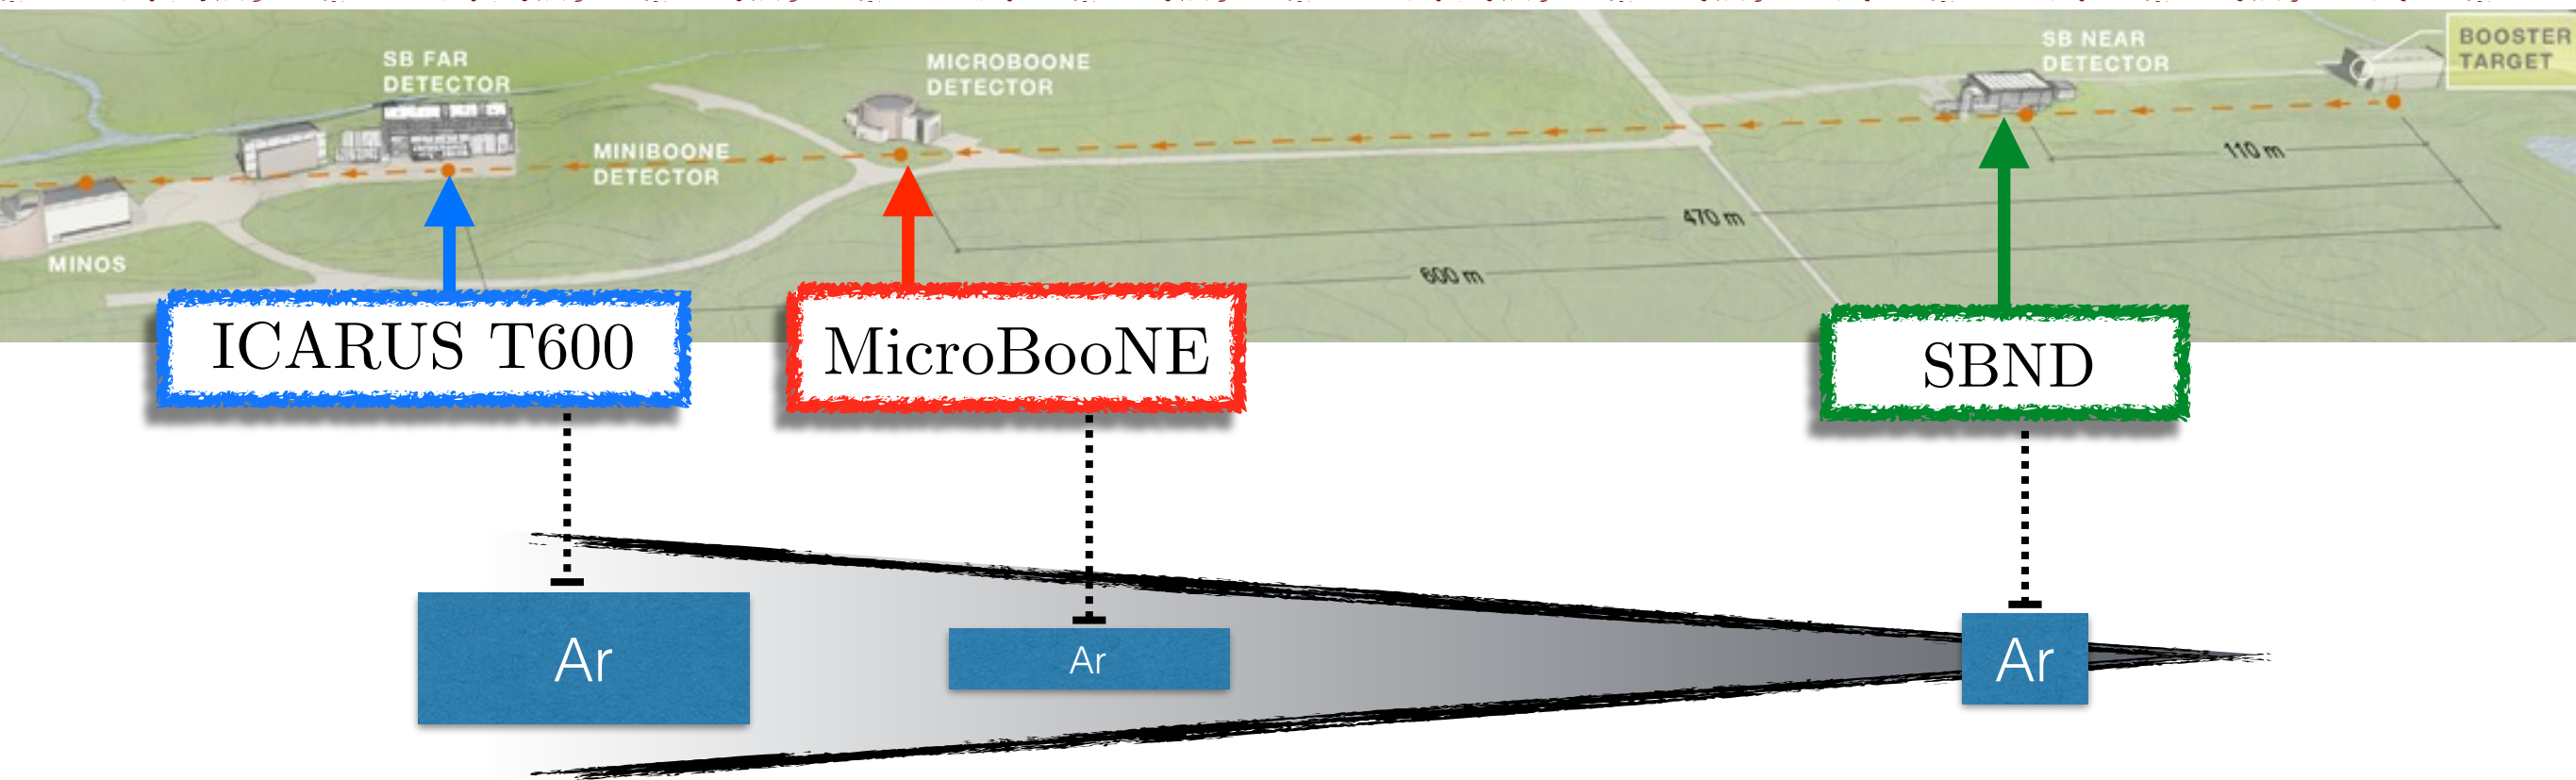 SB FAR
DETECTOR
MICROBOONE
DETECTOR
SB NEAR
DETECTOR
BOOSTER
TARGET
MINIBOONE
DETECTOR
110 m
470 m
MINOS
600 m
ICARUS T600
MicroBooNE
SBND
Ar
Ar
Ar